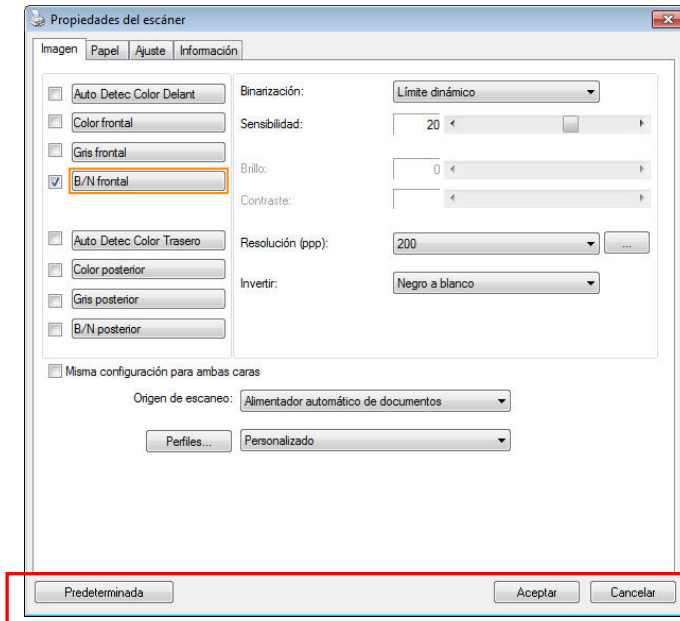 Propiedades del escáner
Imagen Papel Ajuste Información
Auto Detec Color Delant
Color frontal
Gris frontal
B/N frontal
Auto Detec Color Trasero
Color posterior
Gris posterior
B/N posterior
Binarización: Límite dinámico
Sensibilidad: 20
Brillo: 0
Contraste:
Resolución (ppp): 200 ...
Invertir: Negro a blanco
Misma configuración para ambas caras
Origen de escaneo: Alimentador automático de documentos
Perfiles... Personalizado
Predeterminada Aceptar Cancelar